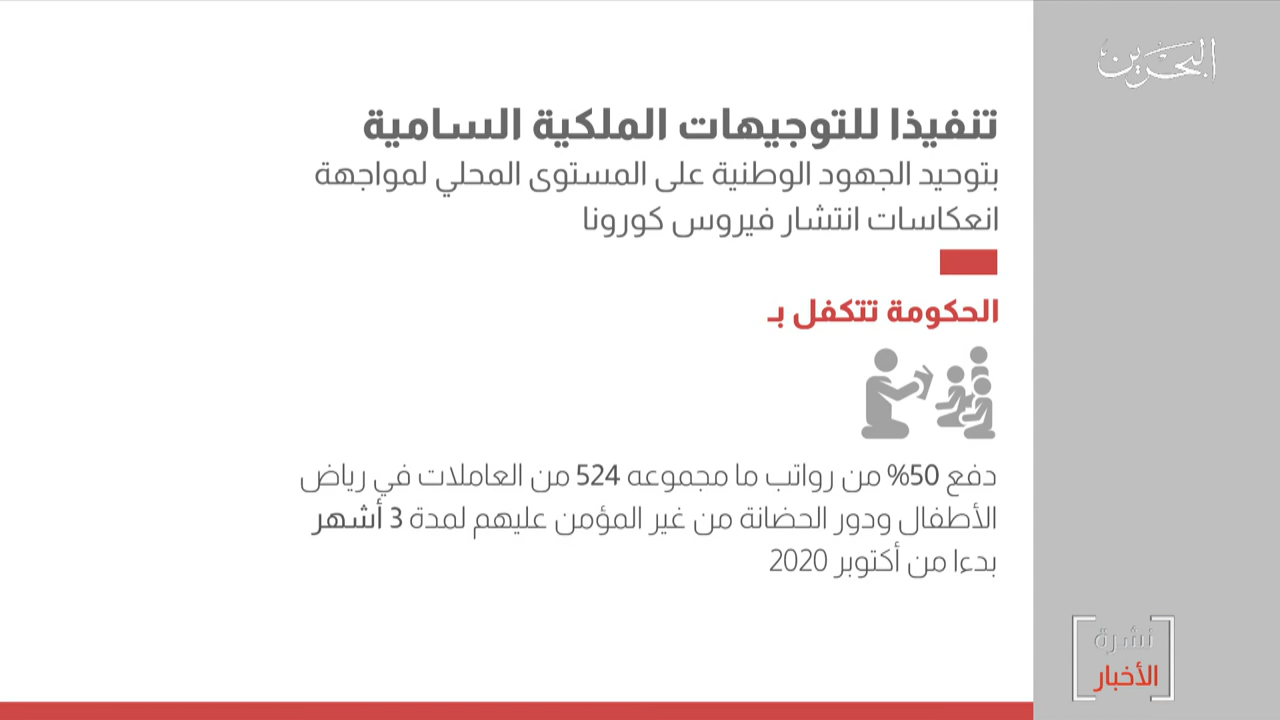 البحرين
تنفيذا للتوجيهات الملكية السامية
بتوحيد الجهود الوطنية على المستوى المحلي لمواجهة
انعكاسات انتشار فيروس كورونا
الحكومة تتكفل بـ
دفع 50% من رواتب ما مجموعه 524 من العاملات في رياض
الأطفال ودور الحضانة من غير المؤمن عليهم لمدة 3 أشهر
بدءا من أكتوبر 2020
نشرة
الأخبار